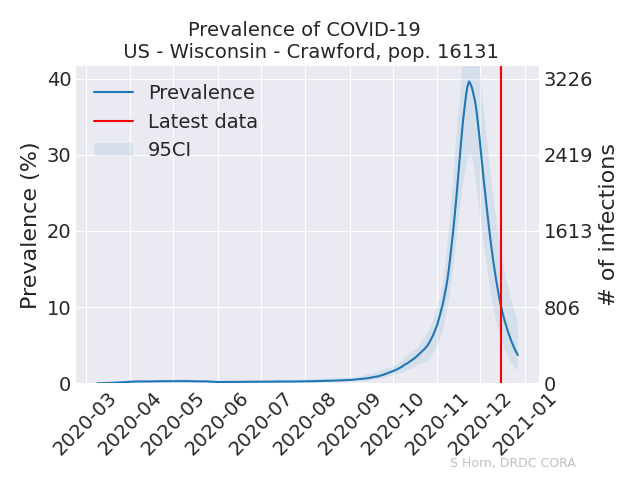 Prevalence of COVID-19
US - Wisconsin - Crawford, pop. 16131
40
30
20
10
0
Prevalence (%)
Prevalence
Latest data
95CI
3226
2419
1613
806
0
# of infections
2020-03
2020-04
2020-05
2020-06
2020-07
2020-08
2020-09
2020-10
2020-11
2020-12
2021-01
S Horn, DRDC CORA